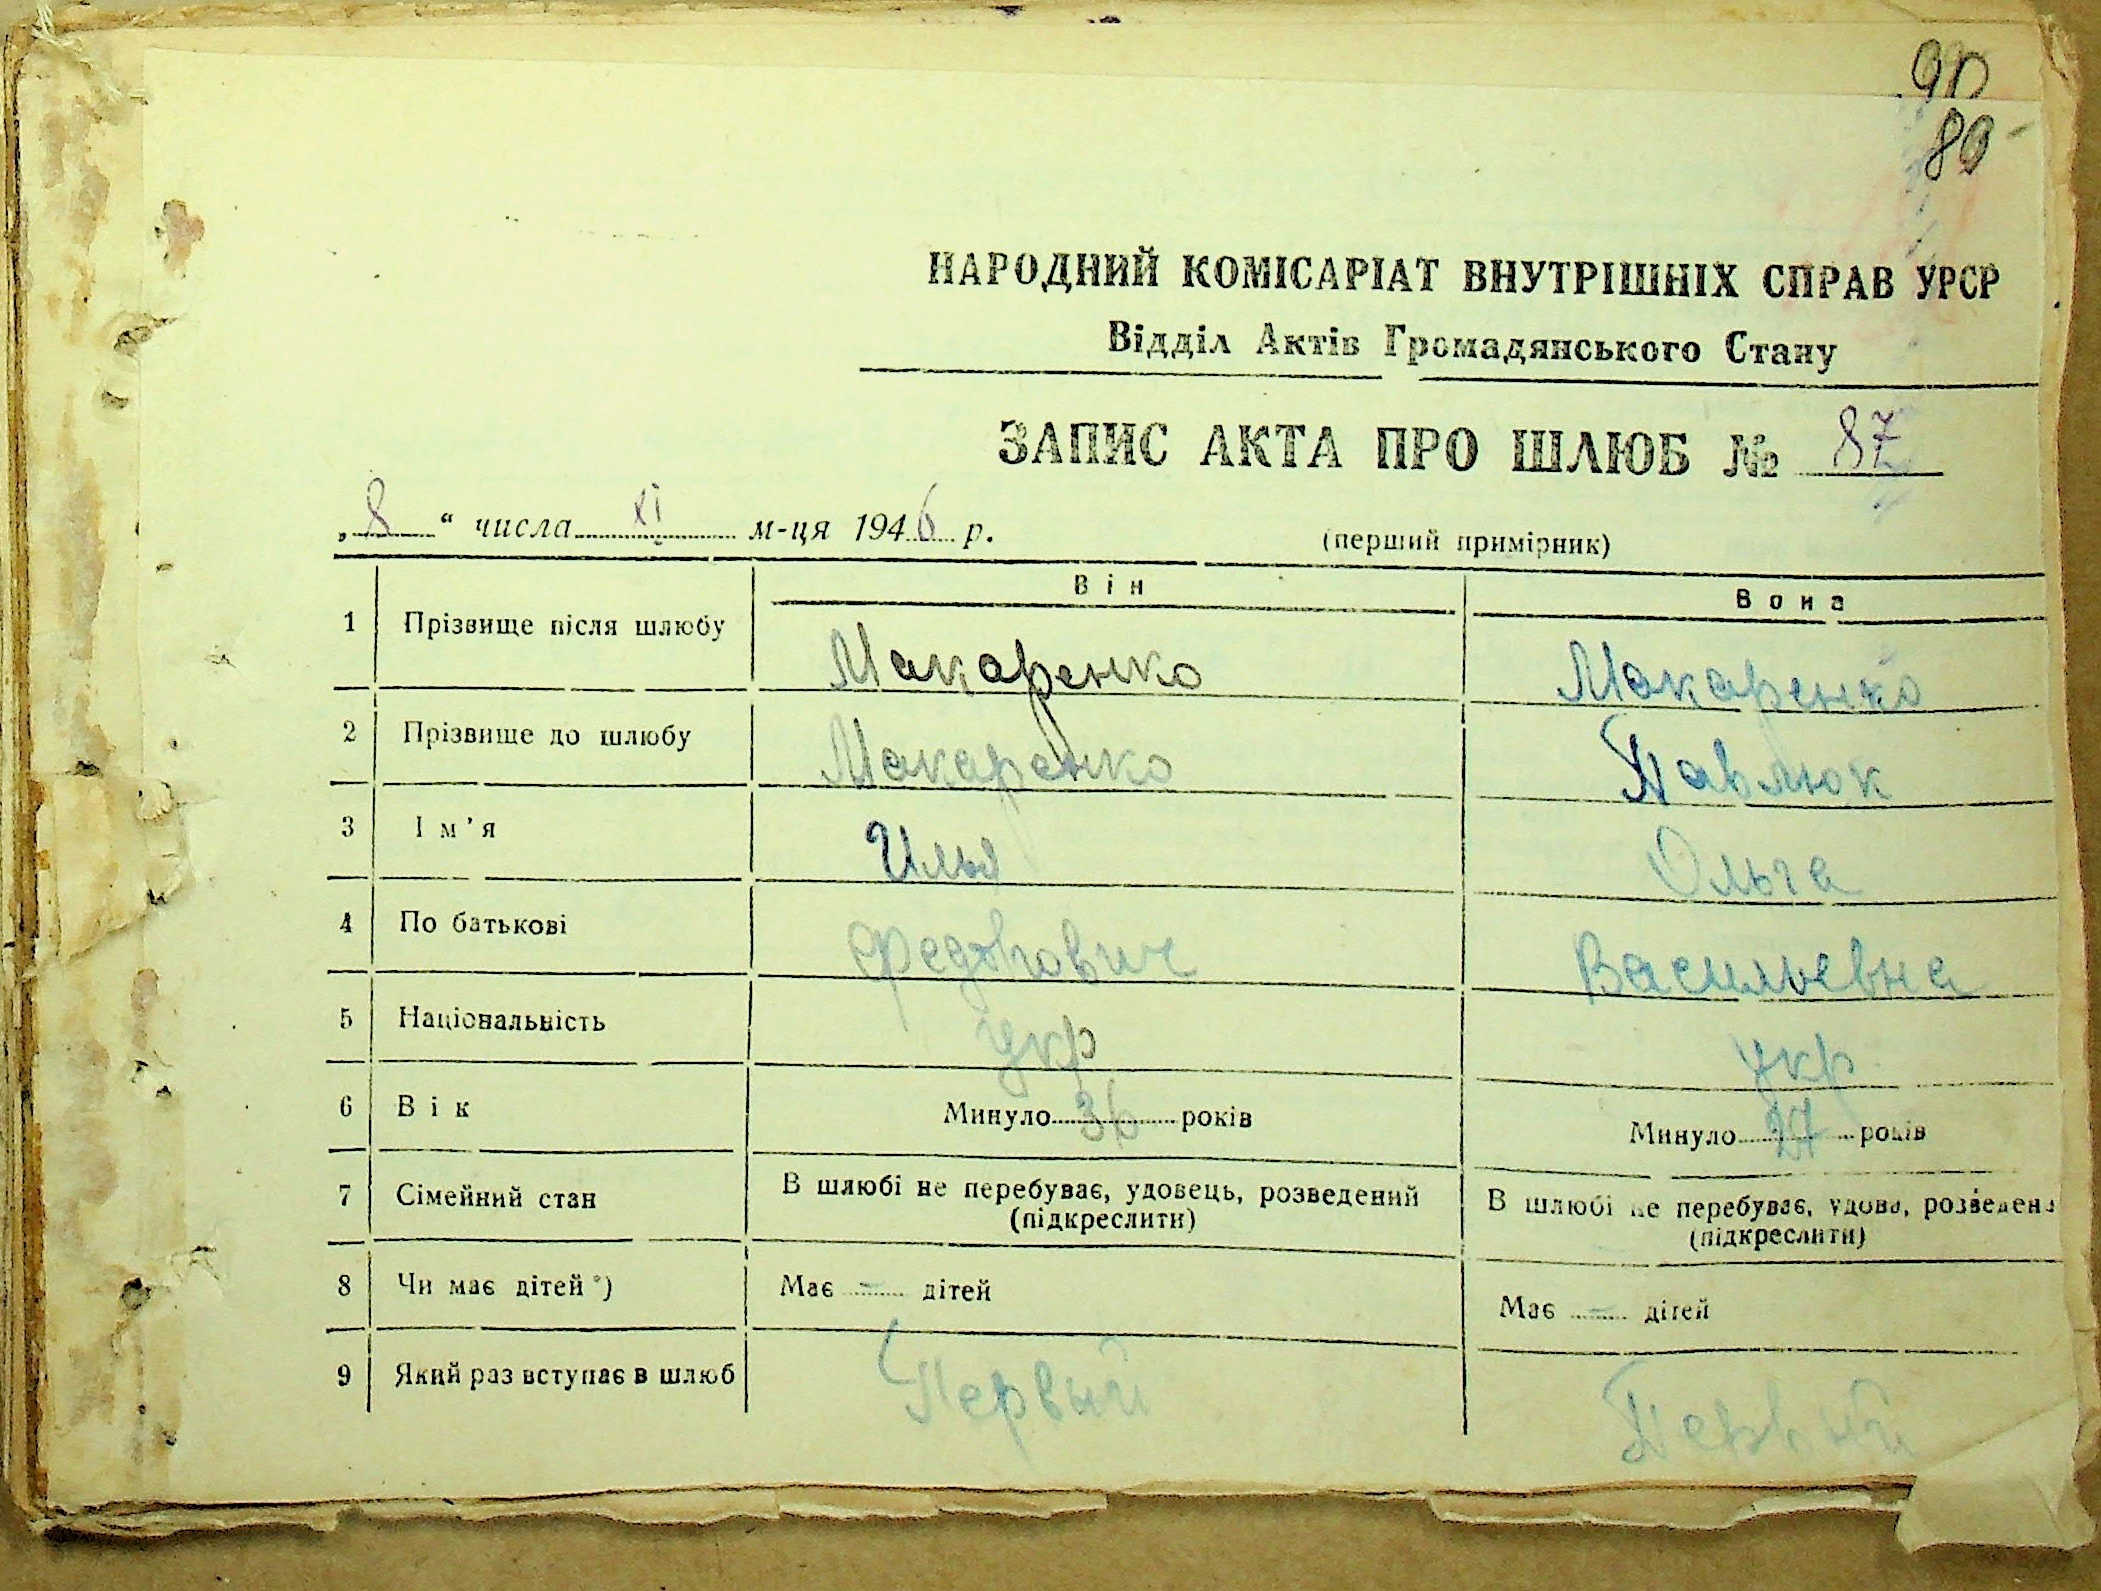 80
НАРОДНИЙ КОМІСАРІАТ ВНУТРІШНІХ СПРАВ УРСР
Відділ Актів Громадянського Стану
ЗАПИС АКТА ПРО ШЛЮБ № 87
„8“ числа XI м-ця 1946 р. (перший примірник)
Він Вона
1 Прізвище після шлюбу Макаренко Макаренко
2 Прізвище до шлюбу Макаренко Павлюк
3 Ім'я Илья Ольга
4 По батькові Федорович Васильевна
5 Національність укр укр
6 Вік Минуло 36 років Минуло 27 років
7 Сімейний стан В шлюбі не перебуває, удовець, розведений (підкреслити) В шлюбі не перебуває, удова, розведена (підкреслити)
8 Чи має дітей *) Має — дітей Має — дітей
9 Який раз вступає в шлюб Первый Первый